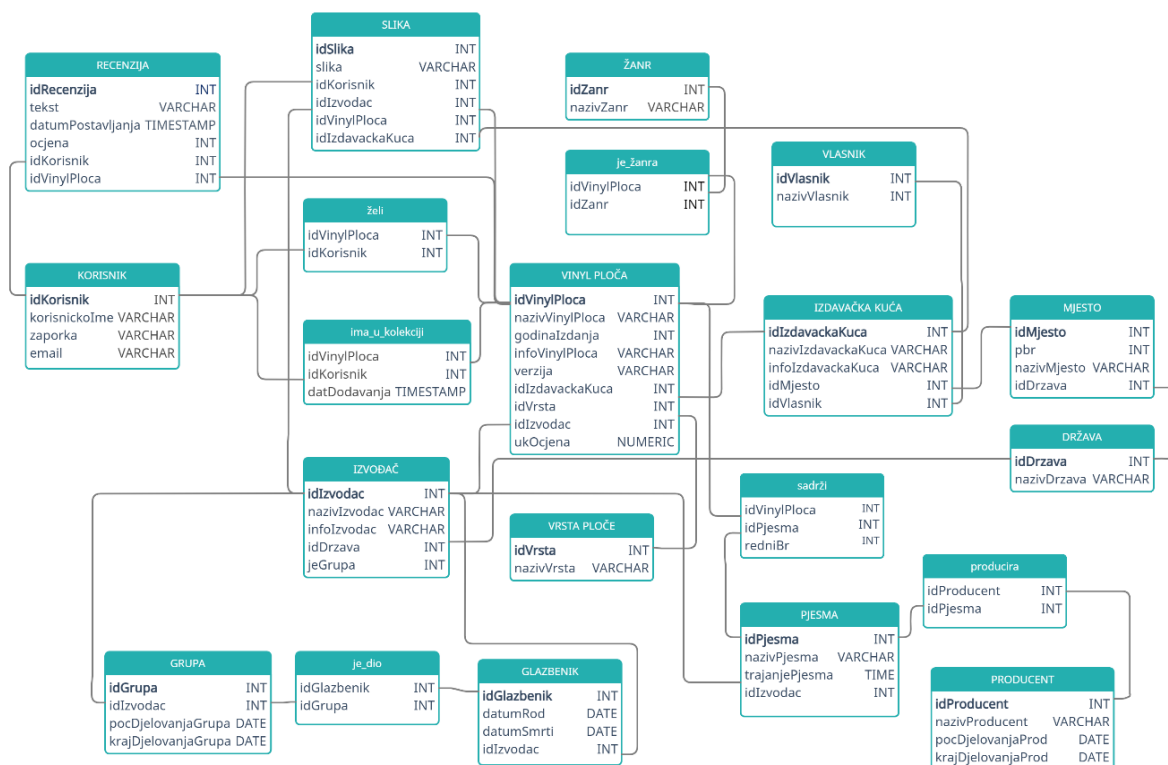 SLIKA
idSlika INT
slika VARCHAR
idKorisnik INT
idIzvodac INT
idVinylPloca INT
idIzdavackaKuca INT
RECENZIJA
idRecenzija INT
tekst VARCHAR
datumPostavljanja TIMESTAMP
ocjena INT
idKorisnik INT
idVinylPloca INT
ŽANR
idZanr INT
nazivZanr VARCHAR
je_žanra
idVinylPloca INT
idZanr INT
VLASNIK
idVlasnik INT
nazivVlasnik INT
želi
idVinylPloca INT
idKorisnik INT
KORISNIK
idKorisnik INT
korisnickoIme VARCHAR
zaporka VARCHAR
email VARCHAR
ima_u_kolekciji
idVinylPloca INT
idKorisnik INT
datDodavanja TIMESTAMP
VINYL PLOČA
idVinylPloca INT
nazivVinylPloca VARCHAR
godinaIzdanja INT
infoVinylPloca VARCHAR
verzija VARCHAR
idIzdavackaKuca INT
idVrsta INT
idIzvodac INT
ukOcjena NUMERIC
IZDAVAČKA KUĆA
idIzdavackaKuca INT
nazivIzdavackaKuca VARCHAR
infoIzdavackaKuca VARCHAR
idMjesto INT
idVlasnik INT
MJESTO
idMjesto INT
pbr INT
nazivMjesto VARCHAR
idDrzava INT
DRŽAVA
idDrzava INT
nazivDrzava VARCHAR
IZVOĐAČ
idIzvodac INT
nazivIzvodac VARCHAR
infoIzvodac VARCHAR
idDrzava INT
jeGrupa INT
VRSTA PLOČE
idVrsta INT
nazivVrsta VARCHAR
sadrži
idVinylPloca INT
idPjesma INT
redniBr INT
producira
idProducent INT
idPjesma INT
PJESMA
idPjesma INT
nazivPjesma VARCHAR
trajanjePjesma TIME
idIzvodac INT
GRUPA
idGrupa INT
idIzvodac INT
pocDjelovanjaGrupa DATE
krajDjelovanjaGrupa DATE
je_dio
idGlazbenik INT
idGrupa INT
GLAZBENIK
idGlazbenik INT
datumRod DATE
datumSmrti DATE
idIzvodac INT
PRODUCENT
idProducent INT
nazivProducent VARCHAR
pocDjelovanjaProd DATE
krajDjelovanjaProd DATE